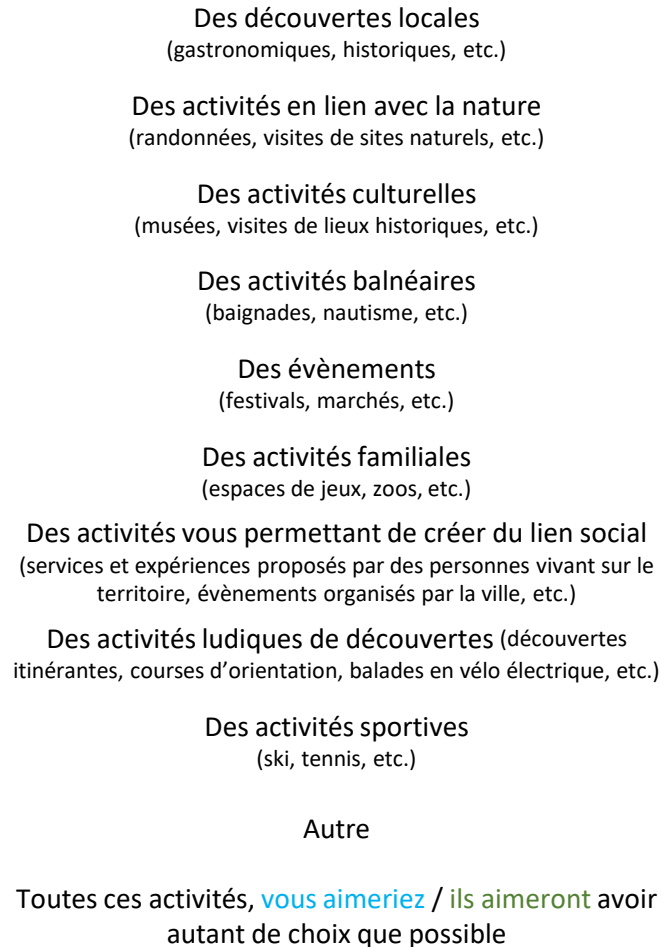 Des découvertes locales
(gastronomiques, historiques, etc.)
Des activités en lien avec la nature
(randonnées, visites de sites naturels, etc.)
Des activités culturelles
(musées, visites de lieux historiques, etc.)
Des activités balnéaires
(baignades, nautisme, etc.)
Des évènements
(festivals, marchés, etc.)
Des activités familiales
(espaces de jeux, zoos, etc.)
Des activités vous permettant de créer du lien social
(services et expériences proposés par des personnes vivant sur le
territoire, évènements organisés par la ville, etc.)
Des activités ludiques de découvertes (découvertes
itinérantes, courses d’orientation, balades en vélo électrique, etc.)
Des activités sportives
(ski, tennis, etc.)
Autre
Toutes ces activités, vous aimeriez / ils aimeront avoir
autant de choix que possible